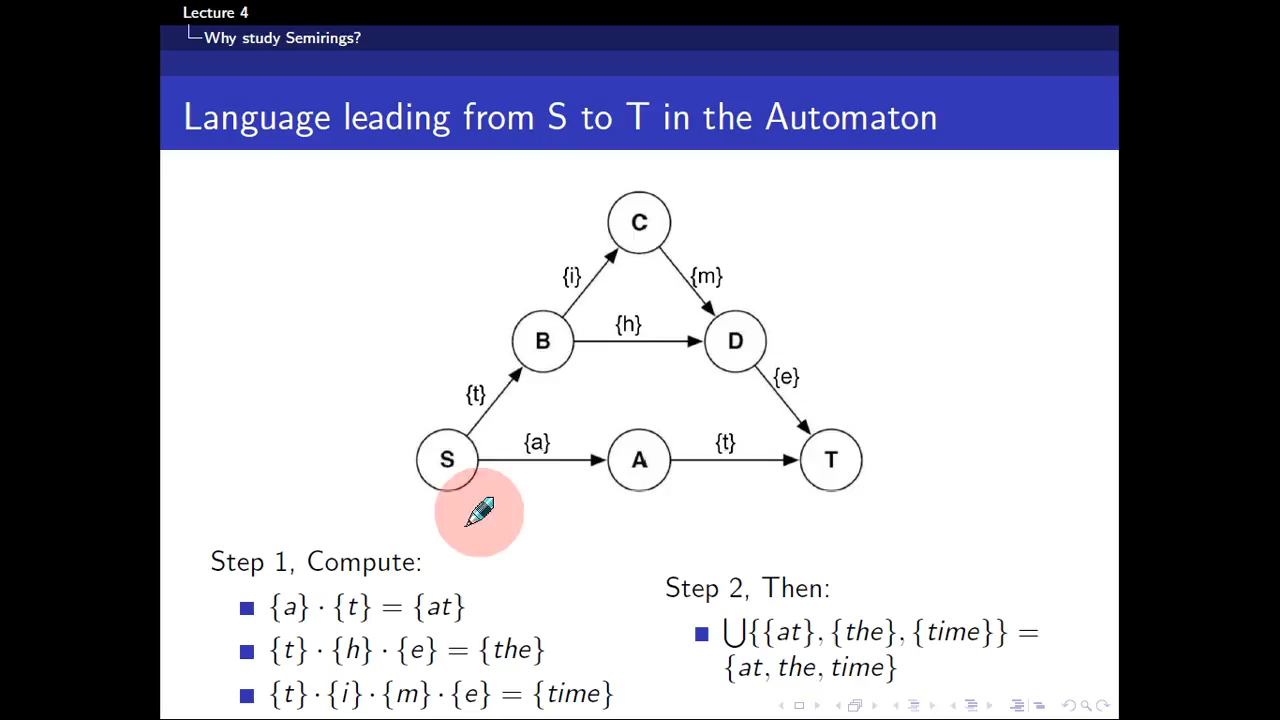 Lecture 4
Why study Semirings?
Language leading from S to T in the Automaton
C
{i}
{m}
B
{h}
D
{t}
{e}
S
{a}
A
{t}
T
Step 1, Compute:
{a} · {t} = {at}
{t} · {h} · {e} = {the}
{t} · {i} · {m} · {e} = {time}
Step 2, Then:
⋃{{at}, {the}, {time}} =
{at, the, time}